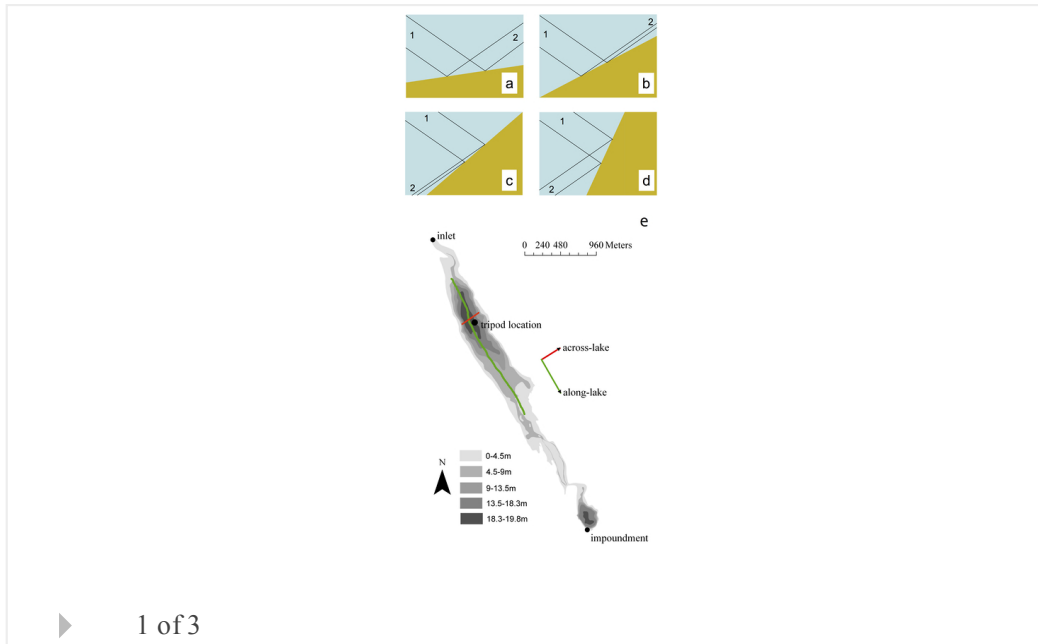 1
2
a
1
2
b
1
2
c
1
2
d
e
inlet
0 240 480 960 Meters
tripod location
across-lake
along-lake
N
0-4.5m
4.5-9m
9-13.5m
13.5-18.3m
18.3-19.8m
impoundment
1 of 3